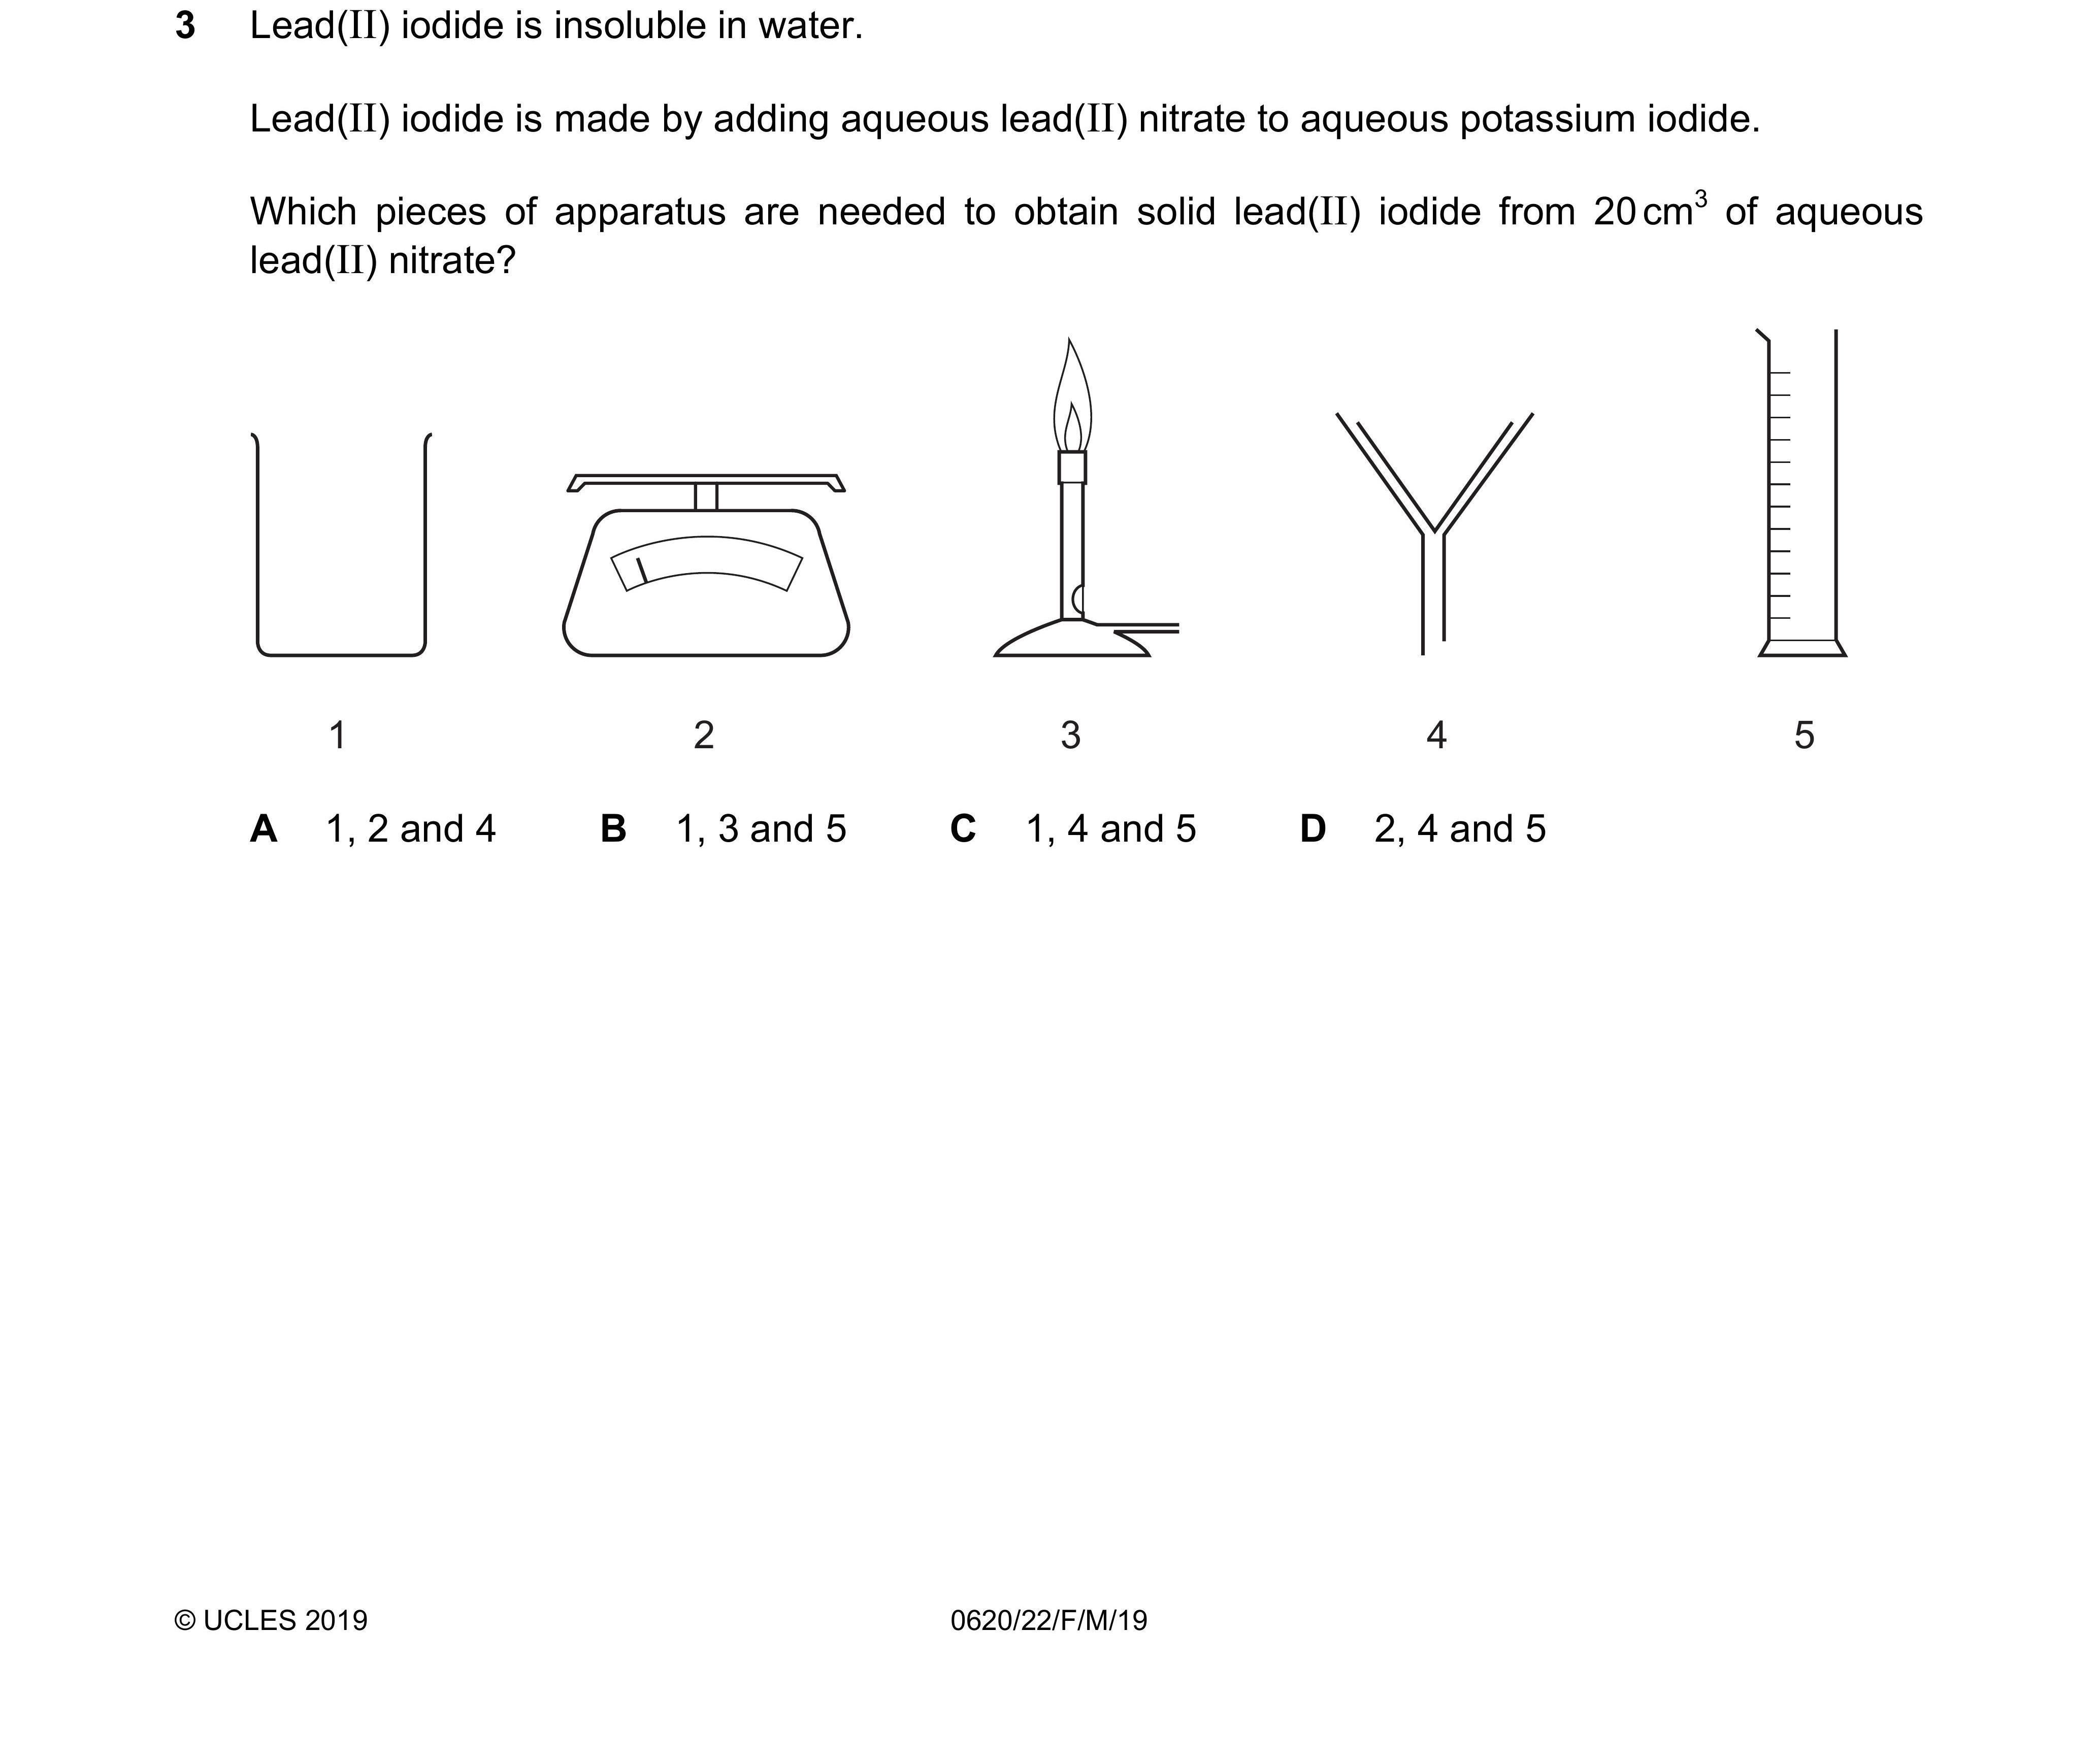 3 Lead(II) iodide is insoluble in water.
Lead(II) iodide is made by adding aqueous lead(II) nitrate to aqueous potassium iodide.
Which pieces of apparatus are needed to obtain solid lead(II) iodide from 20 cm³ of aqueous
lead(II) nitrate?
1 2 3 4 5
A 1, 2 and 4 B 1, 3 and 5 C 1, 4 and 5 D 2, 4 and 5
© UCLES 2019 0620/22/F/M/19